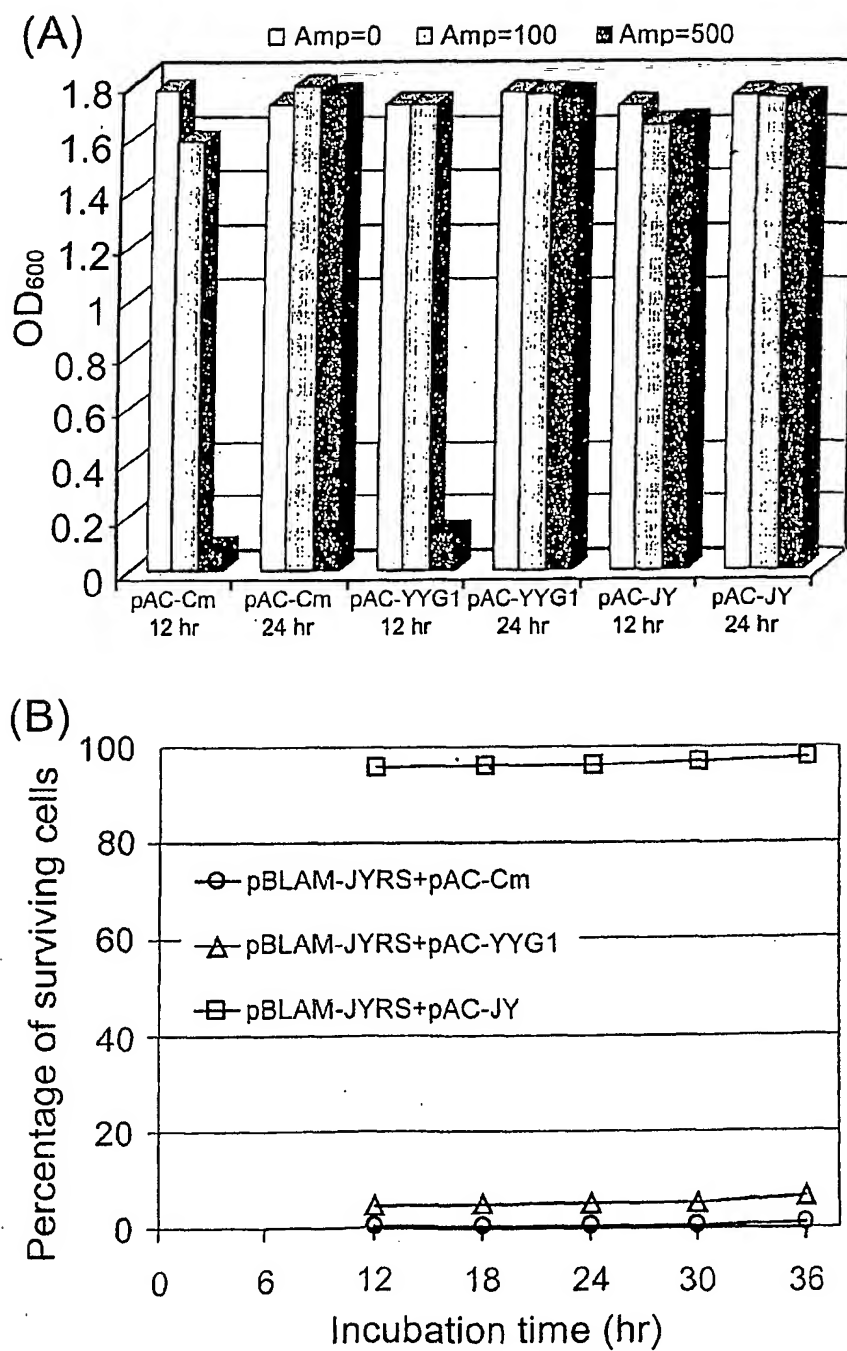 (A)
Amp=0 Amp=100 Amp=500
OD600
1.8
1.6
1.4
1.2
1
0.8
0.6
0.4
0.2
0
pAC-Cm pAC-Cm pAC-YYG1 pAC-YYG1 pAC-JY pAC-JY
12 hr 24 hr 12 hr 24 hr 12 hr 24 hr
(B)
Percentage of surviving cells
100
80
60
40
20
0
pBLAM-JYRS+pAC-Cm
pBLAM-JYRS+pAC-YYG1
pBLAM-JYRS+pAC-JY
0 6 12 18 24 30 36
Incubation time (hr)